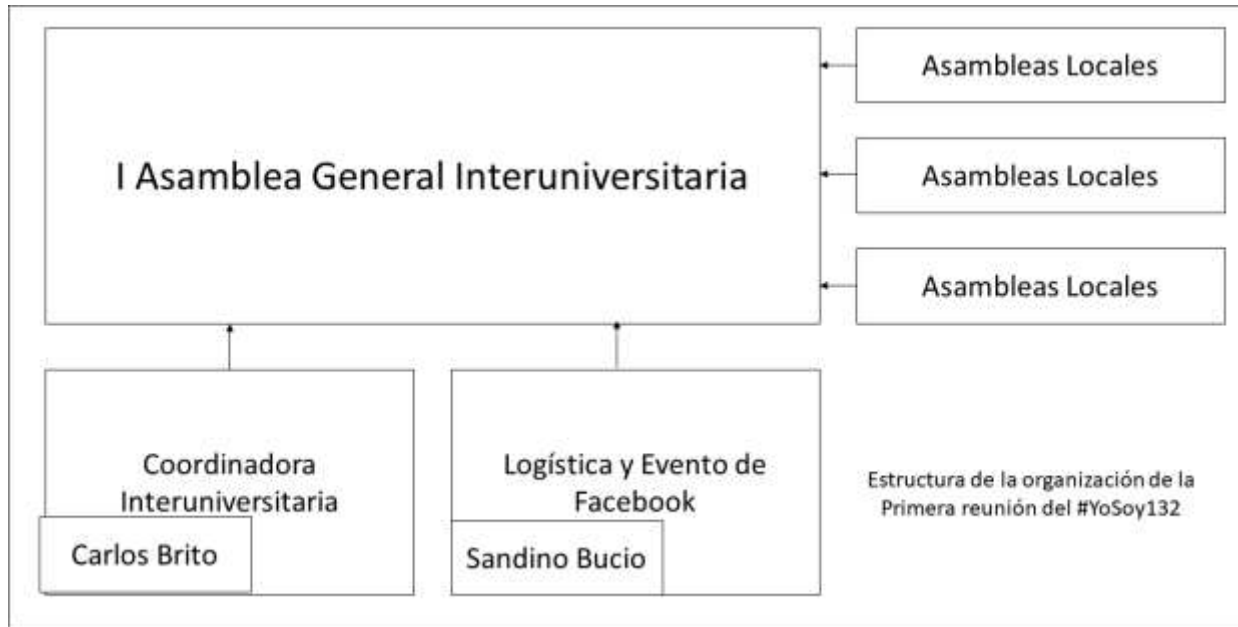 I Asamblea General Interuniversitaria
Asambleas Locales
Asambleas Locales
Asambleas Locales
Coordinadora
Interuniversitaria
Carlos Brito
Logística y Evento de
Facebook
Sandino Bucio
Estructura de la organización de la
Primera reunión del #YoSoy132